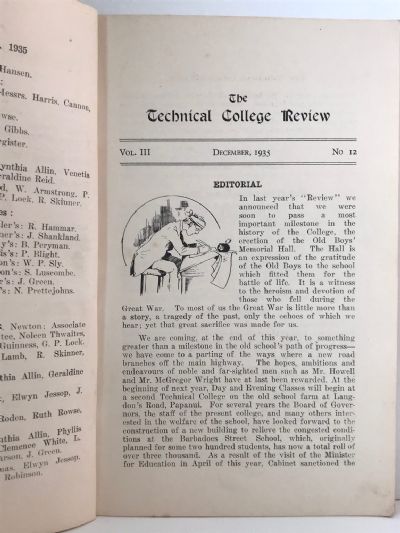 . 1935
Hansen.
Messrs. Harris, Cannon,
owse.
Gibbs.
egister.
ynthia Allin, Venetia
eraldine Reid.
d, W. Armstrong, P.
P. Lock, R. Skinner.
es :
ler's: R. Hammar.
ner's: J. Shankland.
y's: B. Peryman.
is's: P. Blight.
on's: W. P. Sly.
oon's: S. Luscombe.
e's: J. Green.
's: N. Prettejohns.
R. Newton: Associate
tee, Noleen Thwaites,
Guinness, G. P. Lock.
Lamb, R. Skinner,
thia Allin, Geraldine
, Elwyn Jessop, J.
Roden, Ruth Rowse,
nthia Allin, Phyllis
Clemence White, L.
arson, J. Green.
mas, Elwyn Jessop,
Robinson.
The
Technical College Review
VOL. III DECEMBER, 1935 No 12
EDITORIAL
In last year's "Review" we
announced that we were
soon to pass a most
important milestone in the
history of the College, the
erection of the Old Boys'
Memorial Hall. The Hall is
an expression of the gratitude
of the Old Boys to the school
which fitted them for the
battle of life. It is a witness
to the heroism and devotion of
those who fell during the
Great War. To most of us the Great War is little more than
a story, a tragedy of the past, only the echoes of which we
hear; yet that great sacrifice was made for us.
We are coming, at the end of this year, to something
greater than a milestone in the old school's path of progress—
we have come to a parting of the ways where a new road
branches off the main highway. The hopes, ambitions and
endeavours of noble and far-sighted men such as Mr. Howell
and Mr. McGregor Wright have at last been rewarded. At the
beginning of next year, Day and Evening Classes will begin at
a second Technical College on the old school farm at Lang-
don's Road, Papanui. For several years the Board of Gover-
nors, the staff of the present college, and many others inter-
ested in the welfare of the school, have looked forward to the
construction of a new building to relieve the congested condi-
tions at the Barbadoes Street School, which, originally
planned for some two hundred students, has now a total roll of
over three thousand. As a result of the visit of the Minister
for Education in April of this year, Cabinet sanctioned the